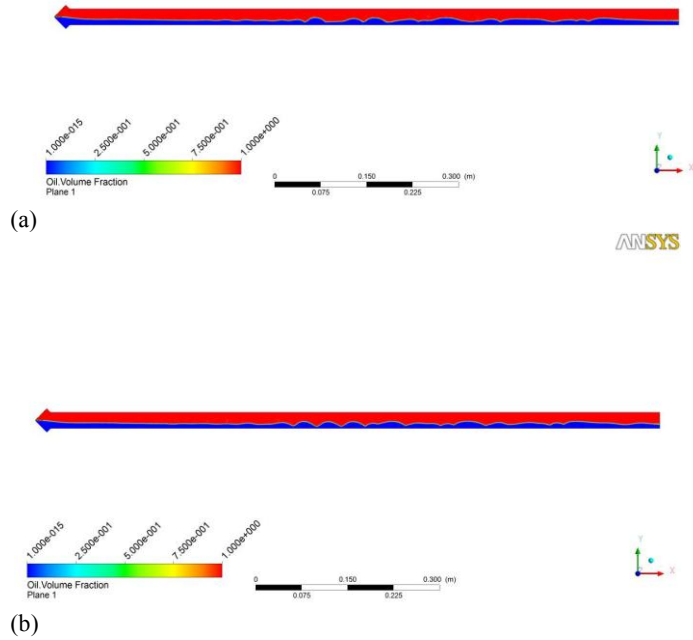 1.000e-015
2.500e-001
5.000e-001
7.500e-001
1.000e+000
Oil.Volume Fraction
Plane 1
0
0.150
0.300 (m)
0.075
0.225
Y
X
(a)
ANSYS
1.000e-015
2.500e-001
5.000e-001
7.500e-001
1.000e+000
Oil.Volume Fraction
Plane 1
0
0.150
0.300 (m)
0.075
0.225
Y
X
(b)